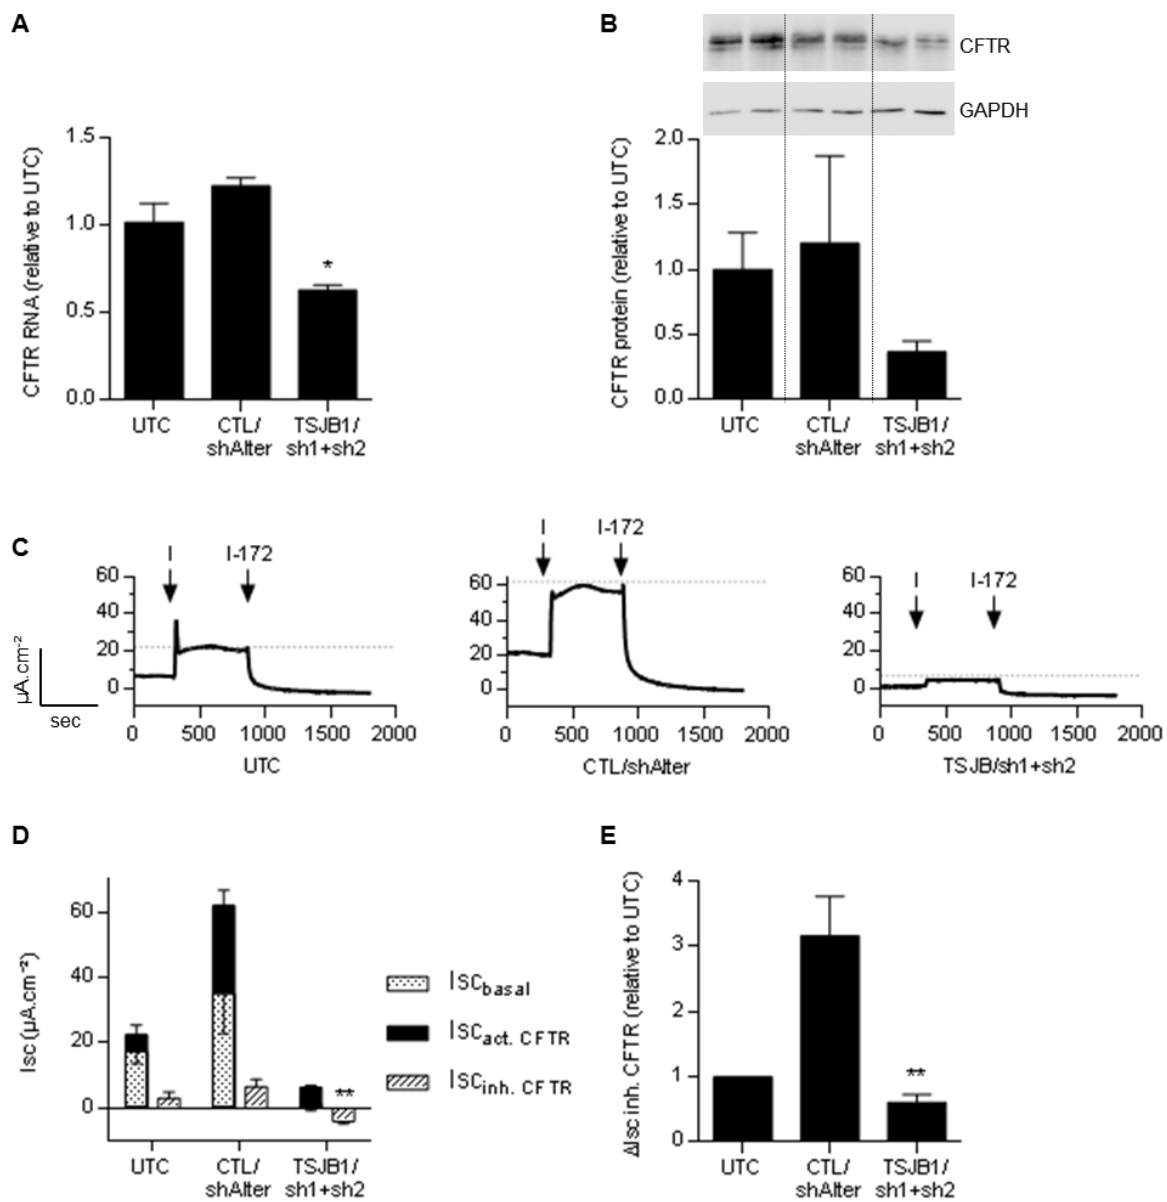 A
CFTR RNA (relative to UTC)
1.5
1.0
0.5
0.0
*
UTC
CTL/
shAlter
TSJB1/
sh1+sh2
B
CFTR
GAPDH
CFTR protein (relative to UTC)
2.0
1.5
1.0
0.5
0.0
UTC
CTL/
shAlter
TSJB1/
sh1+sh2
C
µA.cm⁻²
sec
I
I-172
60
40
20
0
0 500 1000 1500 2000
UTC
I
I-172
60
40
20
0
0 500 1000 1500 2000
CTL/shAlter
I
I-172
60
40
20
0
0 500 1000 1500 2000
TSJB/sh1+sh2
D
Isc (µA.cm⁻²)
60
40
20
0
**
UTC
CTL/
shAlter
TSJB1/
sh1+sh2
Isc basal
Isc act. CFTR
Isc inh. CFTR
E
ΔIsc inh. CFTR (relative to UTC)
4
3
2
1
0
**
UTC
CTL/
shAlter
TSJB1/
sh1+sh2